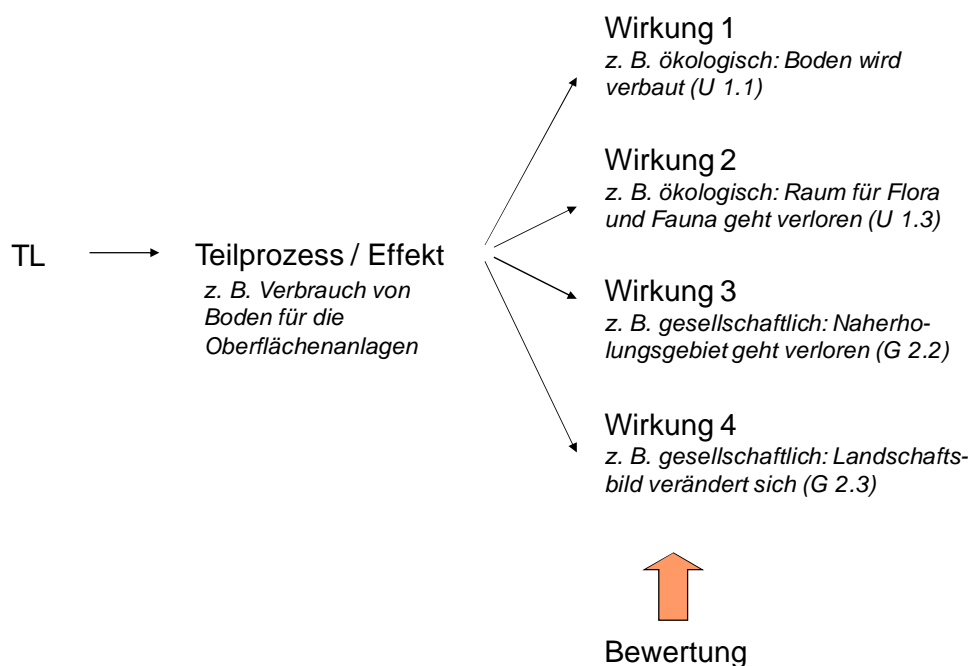 Wirkung 1
z. B. ökologisch: Boden wird
verbaut (U 1.1)
Wirkung 2
z. B. ökologisch: Raum für Flora
und Fauna geht verloren (U 1.3)
TL
Teilprozess / Effekt
z. B. Verbrauch von
Boden für die
Oberflächenanlagen
Wirkung 3
z. B. gesellschaftlich: Naherho-
lungsgebiet geht verloren (G 2.2)
Wirkung 4
z. B. gesellschaftlich: Landschafts-
bild verändert sich (G 2.3)
Bewertung